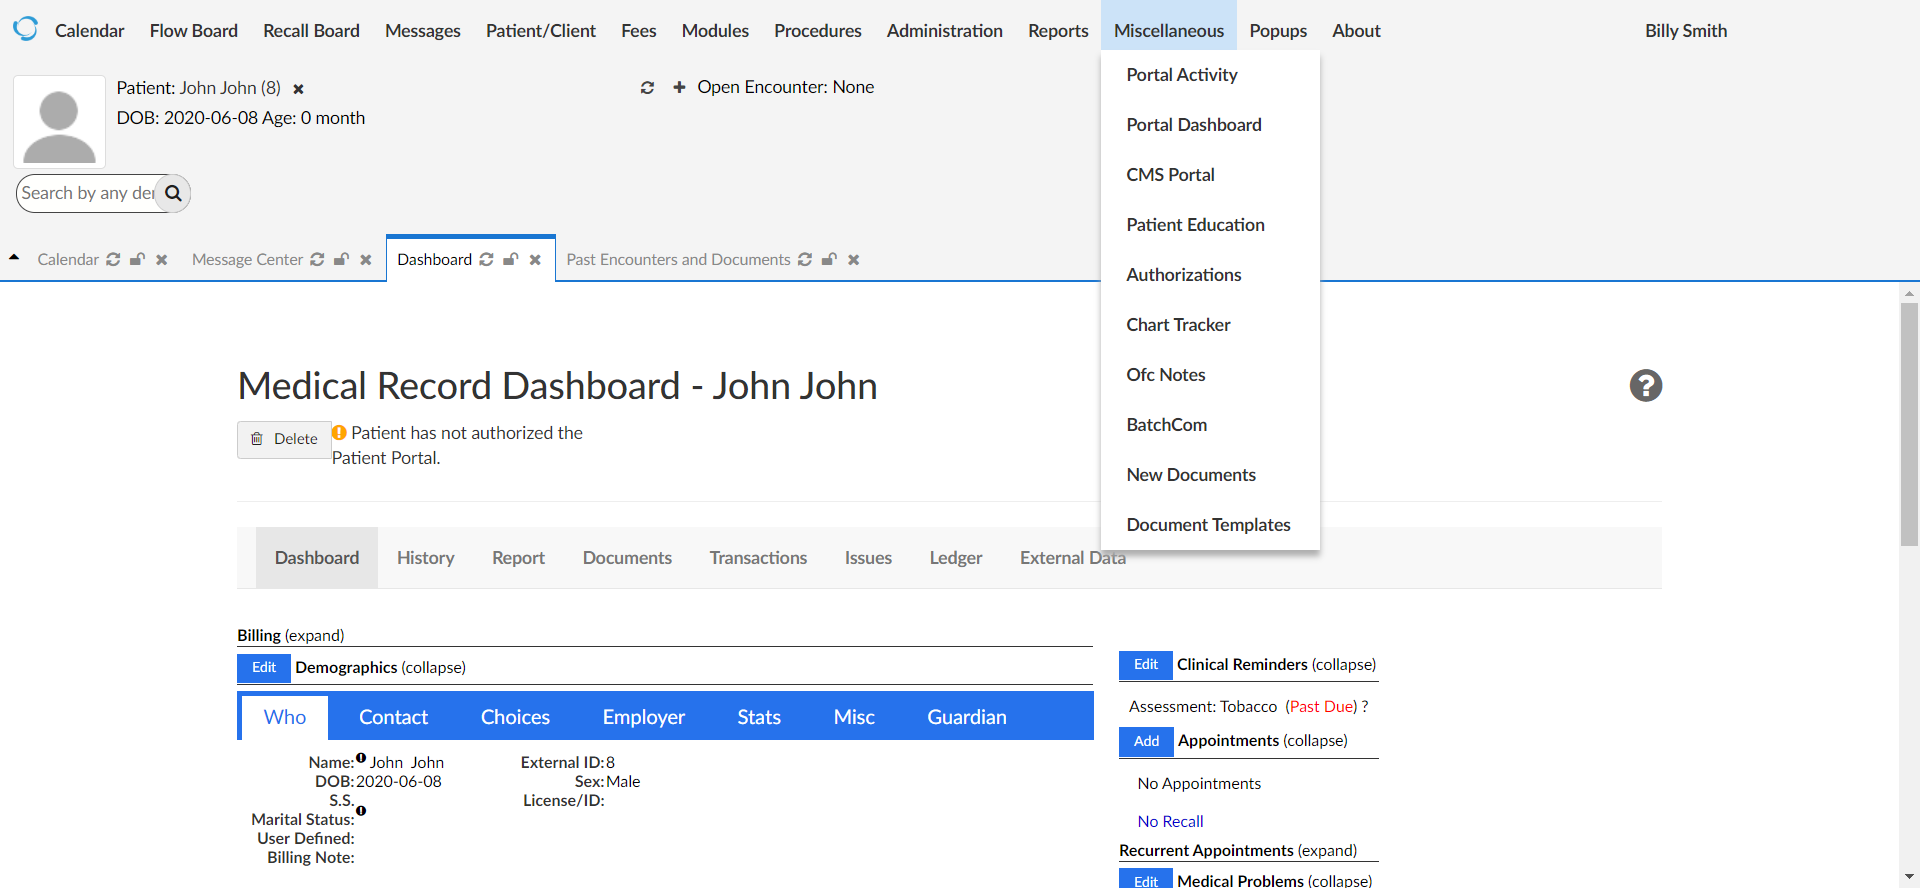 Calendar Flow Board Recall Board Messages Patient/Client Fees Modules Procedures Administration Reports Miscellaneous Popups About Billy Smith
Patient: John John (8)
DOB: 2020-06-08 Age: 0 month
Open Encounter: None
Search by any
Portal Activity
Portal Dashboard
CMS Portal
Patient Education
Authorizations
Chart Tracker
Ofc Notes
BatchCom
New Documents
Document Templates
Calendar Message Center Dashboard Past Encounters and Documents
Medical Record Dashboard - John John
Delete Patient has not authorized the
Patient Portal.
Dashboard History Report Documents Transactions Issues Ledger External Data
Billing (expand)
Edit Demographics (collapse)
Who Contact Choices Employer Stats Misc Guardian
Name: John John External ID: 8
DOB: 2020-06-08 Sex: Male
S.S. License/ID:
Marital Status:
User Defined:
Billing Note:
Edit Clinical Reminders (collapse)
Assessment: Tobacco (Past Due) ?
Add Appointments (collapse)
No Appointments
No Recall
Recurrent Appointments (expand)
Edit Medical Problems (collapse)